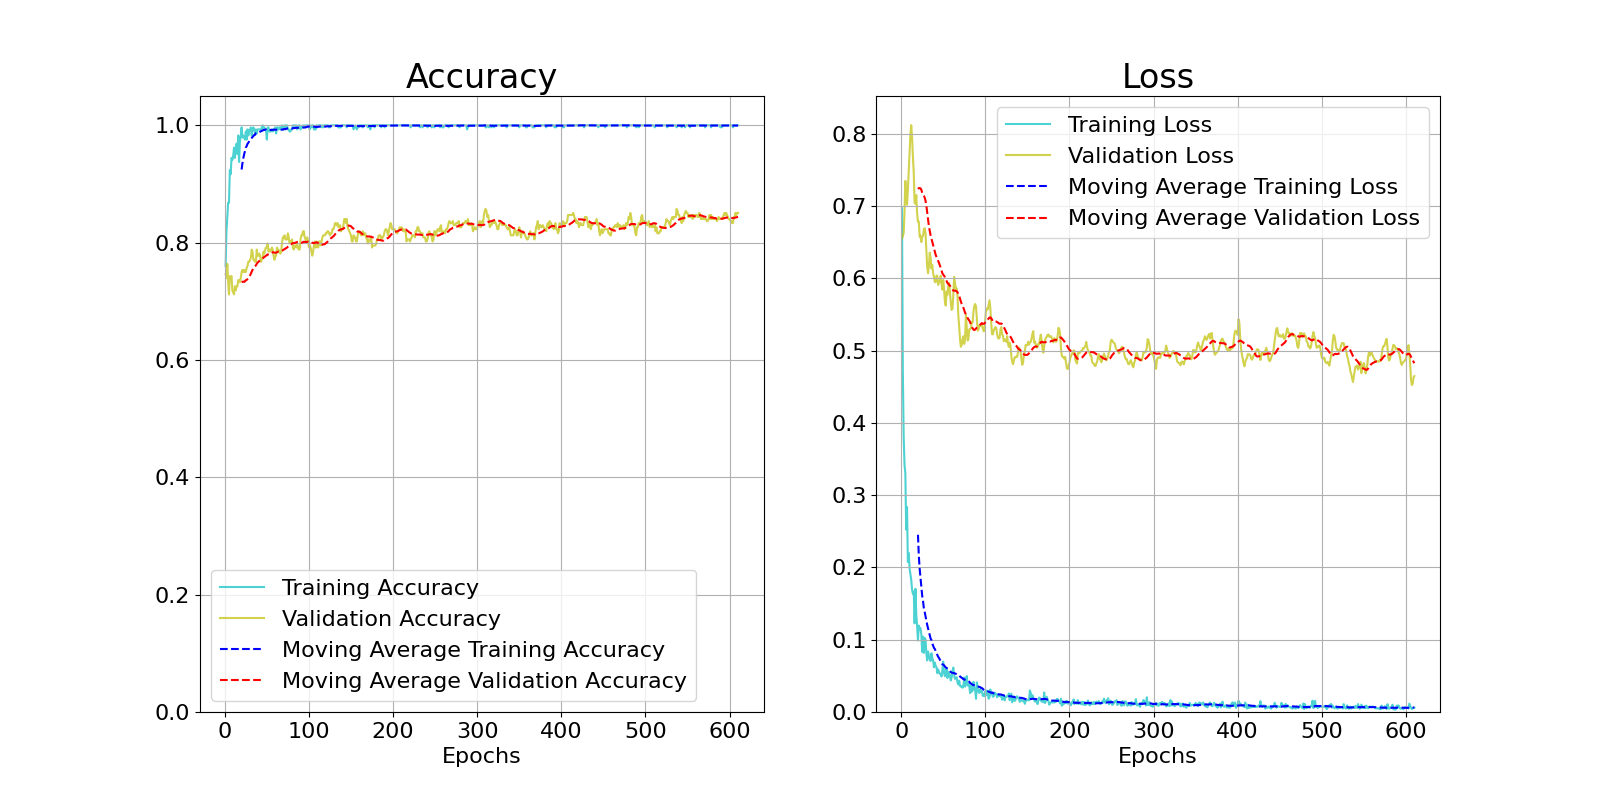 Accuracy
1.0
0.8
0.6
0.4
0.2
0.0
0 100 200 300 400 500 600
Epochs
Training Accuracy
Validation Accuracy
Moving Average Training Accuracy
Moving Average Validation Accuracy
Loss
0.8
0.7
0.6
0.5
0.4
0.3
0.2
0.1
0.0
0 100 200 300 400 500 600
Epochs
Training Loss
Validation Loss
Moving Average Training Loss
Moving Average Validation Loss